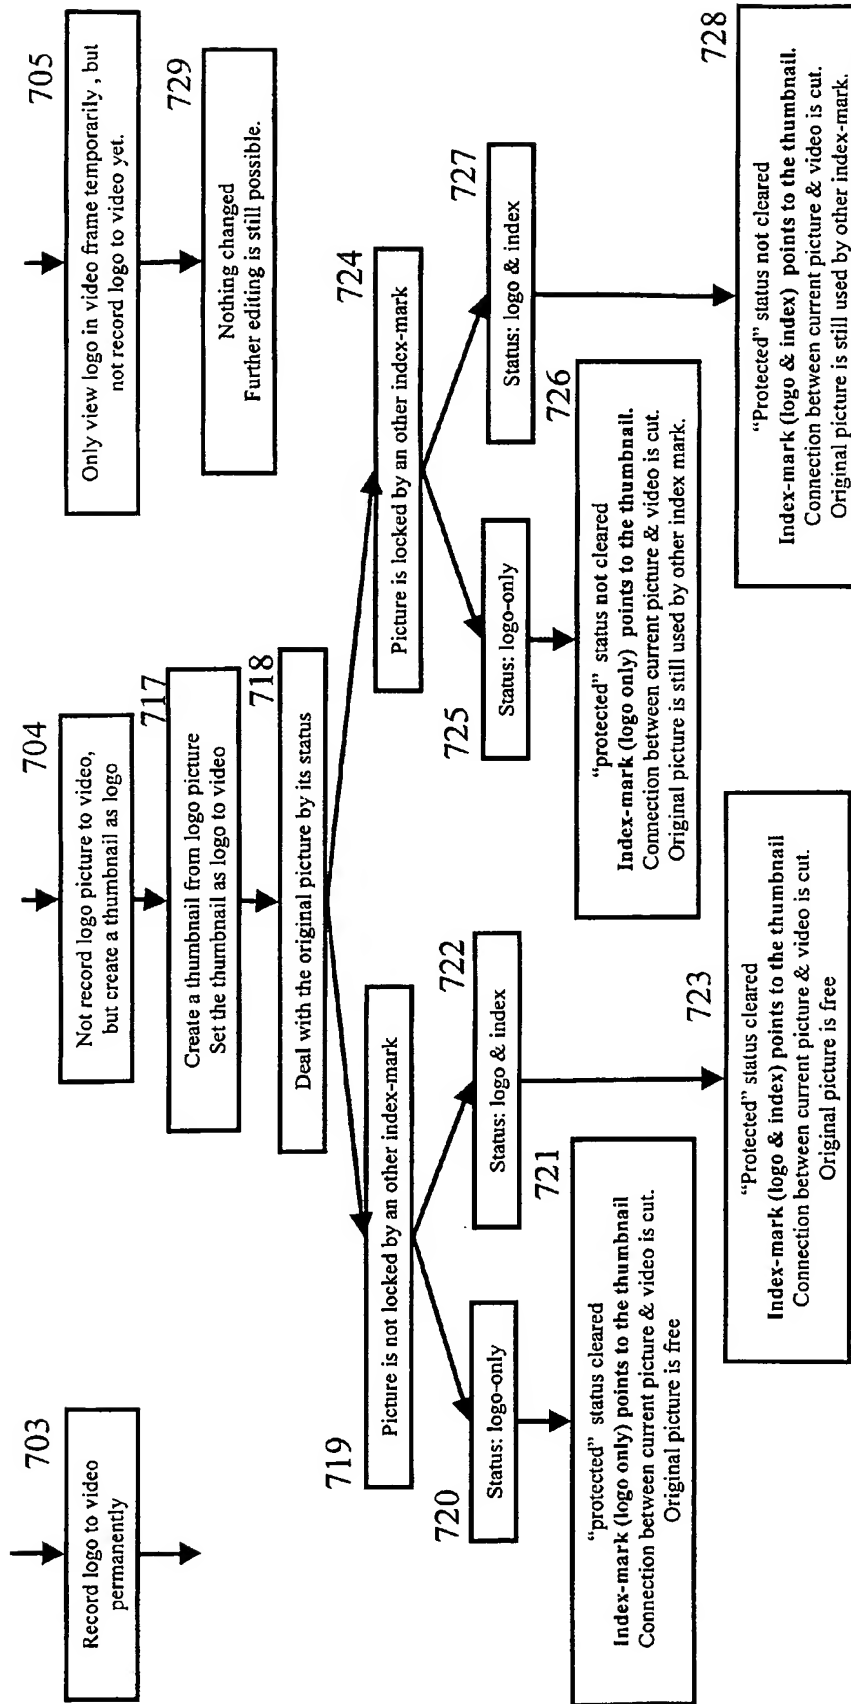 703
Record logo to video
permanently
704
Not record logo picture to video,
but create a thumbnail as logo
717
Create a thumbnail from logo picture
Set the thumbnail as logo to video
718
Deal with the original picture by its status
705
Only view logo in video frame temporarily , but
not record logo to video yet.
729
Nothing changed
Further editing is still possible.
719
Picture is not locked by an other index-mark
724
Picture is locked by an other index-mark
720
Status: logo-only
722
Status: logo & index
725
Status: logo-only
727
Status: logo & index
721
“protected” status cleared
Index-mark (logo only) points to the thumbnail
Connection between current picture & video is cut.
Original picture is free
726
“protected” status not cleared
Index-mark (logo only) points to the thumbnail.
Connection between current picture & video is cut.
Original picture is still used by other index mark.
723
“Protected” status cleared
Index-mark (logo & index) points to the thumbnail
Connection between current picture & video is cut.
Original picture is free
728
“Protected” status not cleared
Index-mark (logo & index) points to the thumbnail.
Connection between current picture & video is cut.
Original picture is still used by other index-mark.